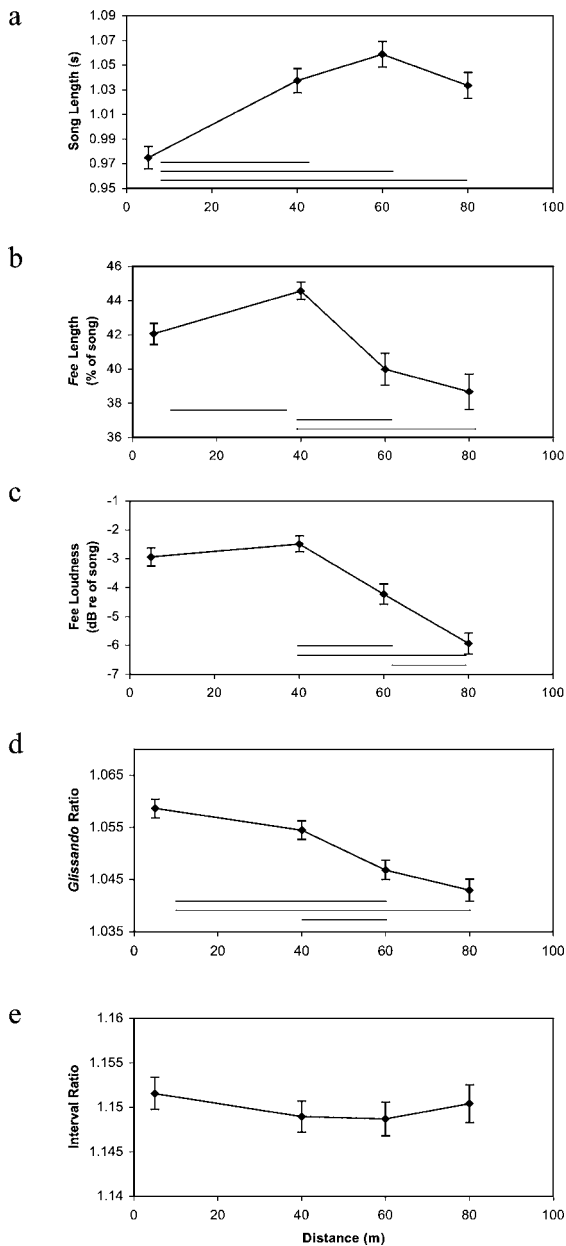 a
Song Length (s)
1.09
1.07
1.05
1.03
1.01
0.99
0.97
0.95
0 20 40 60 80 100
b
Fee Length
(% of song)
46
44
42
40
38
36
0 20 40 60 80 100
c
Fee Loudness
(dB re of song)
-1
-2
-3
-4
-5
-6
-7
0 20 40 60 80 100
d
Glissando Ratio
1.065
1.055
1.045
1.035
0 20 40 60 80 100
e
Interval Ratio
1.16
1.155
1.15
1.145
1.14
0 20 40 60 80 100
Distance (m)